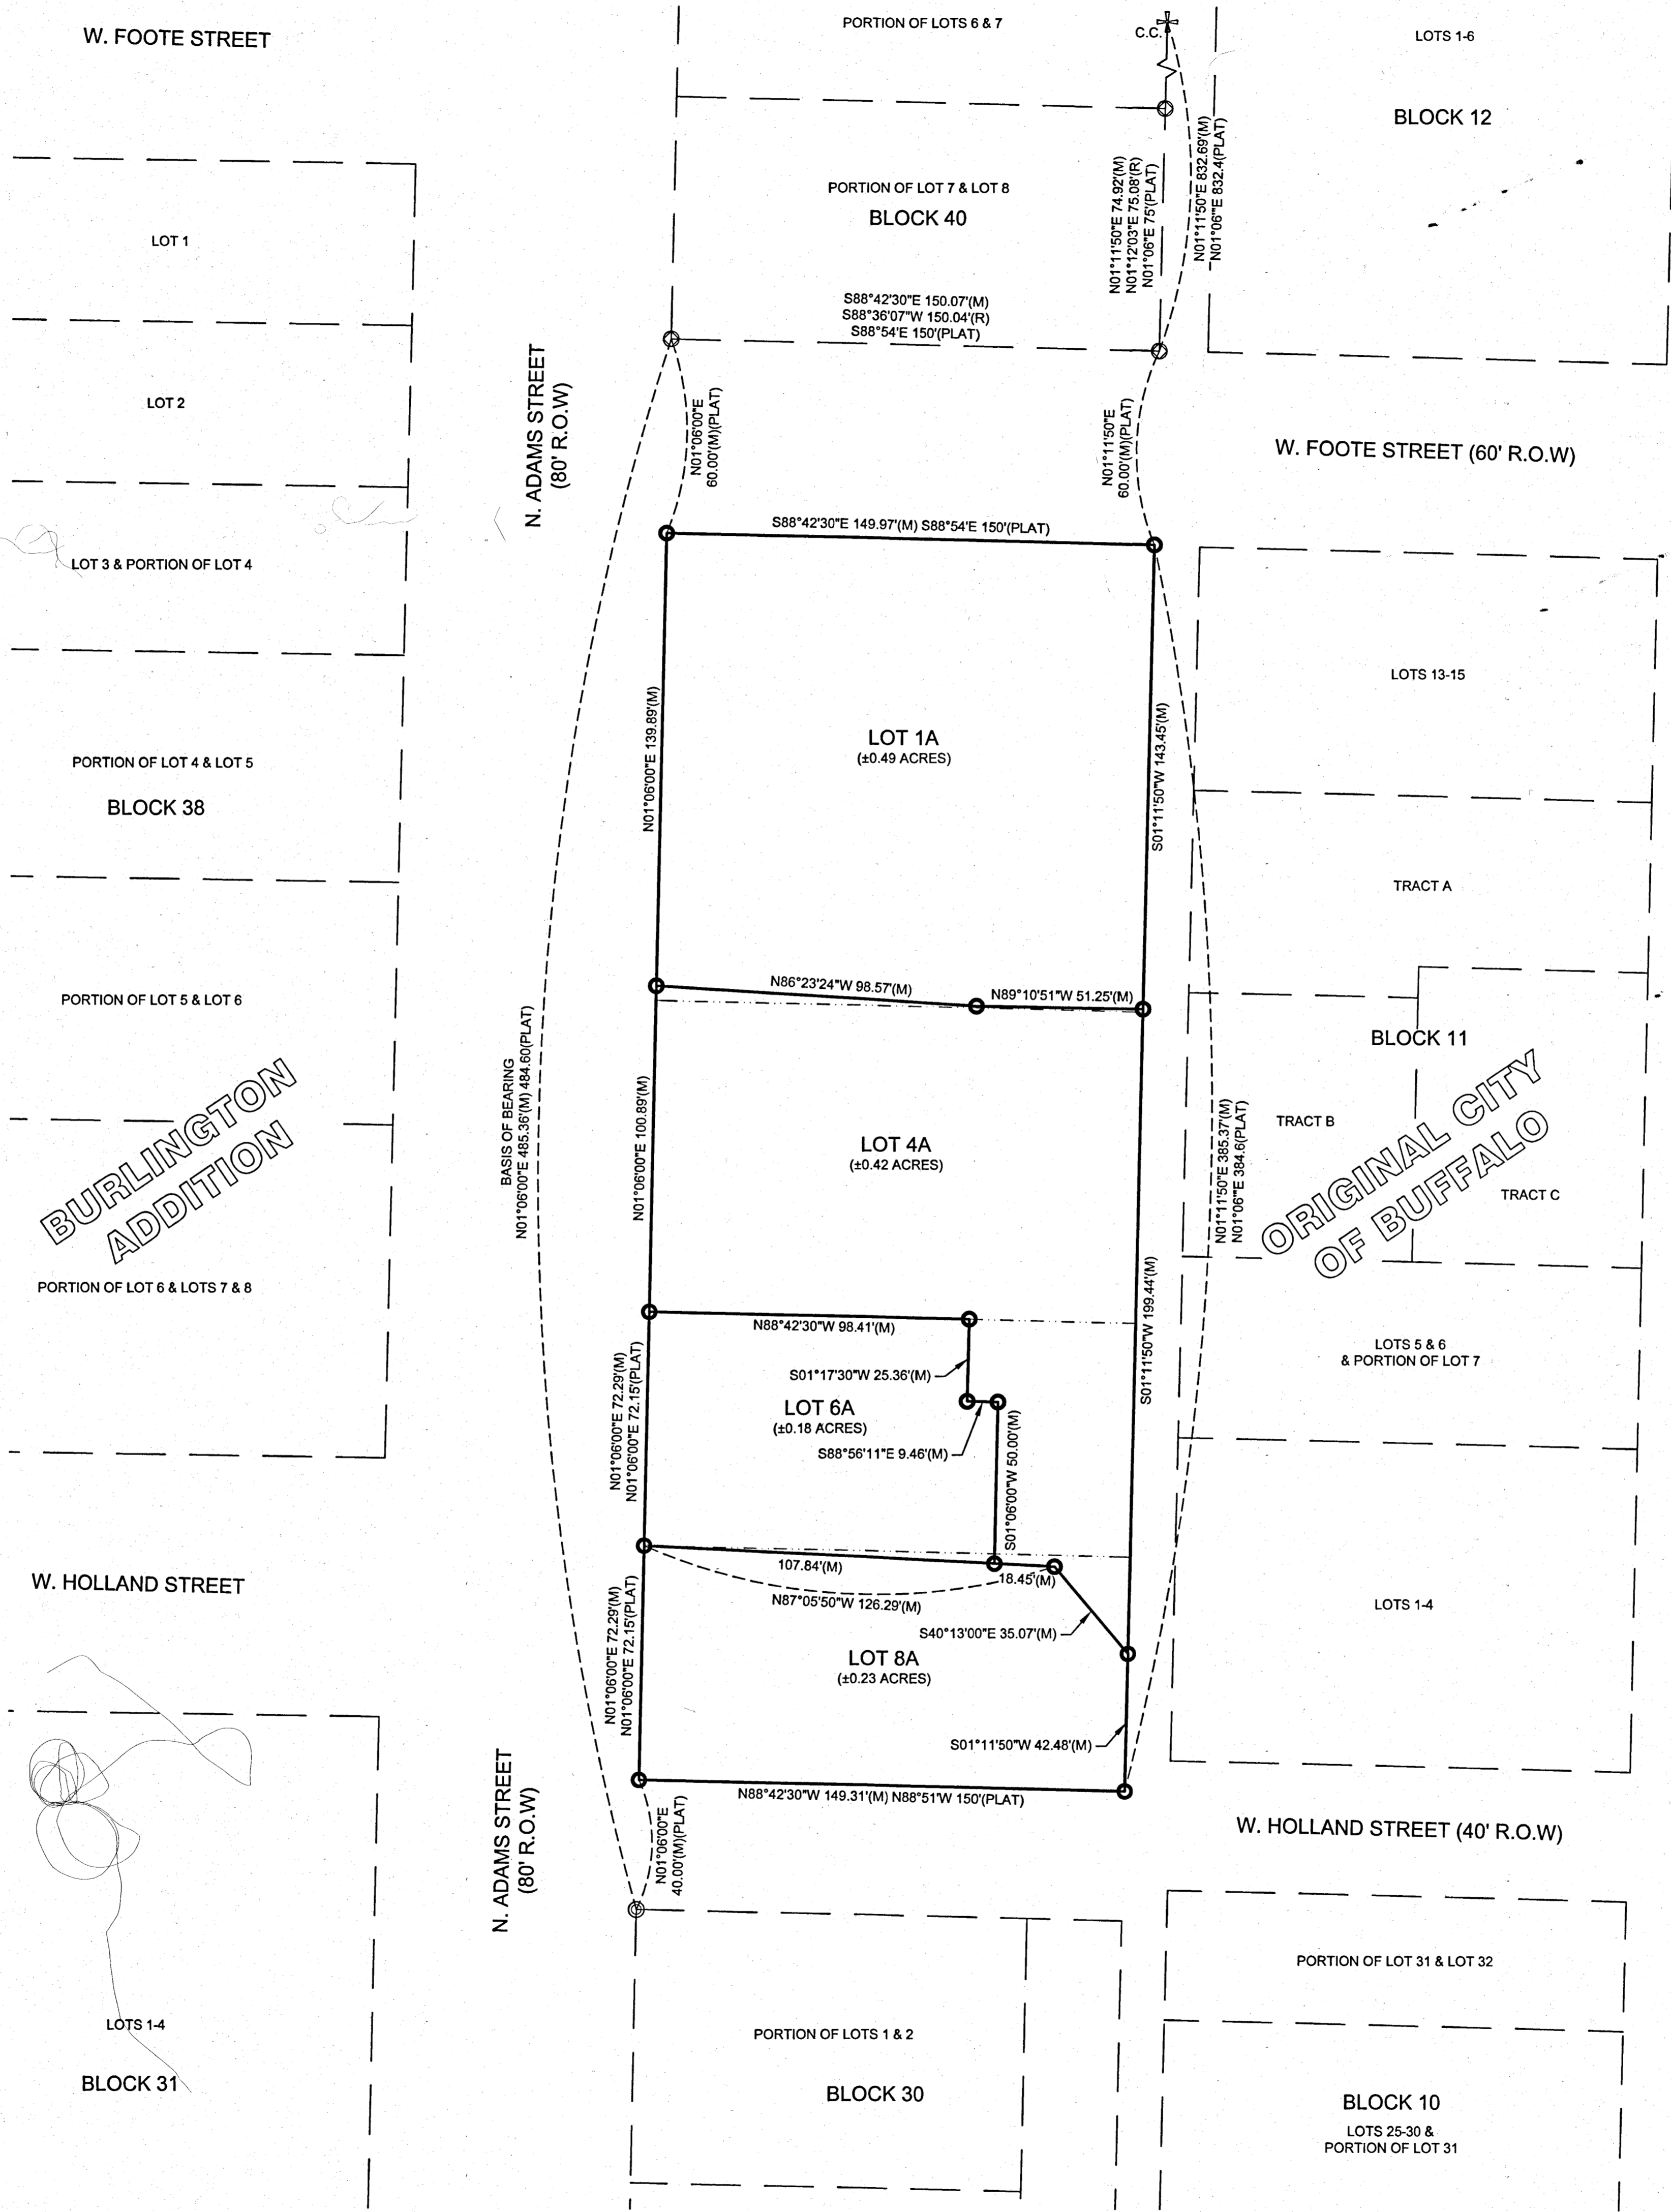 W. FOOTE STREET
PORTION OF LOTS 6 & 7
C.C.
LOTS 1-6
BLOCK 12
LOT 1
PORTION OF LOT 7 & LOT 8
BLOCK 40
N01°11'50"E 74.92'(M)
N01°12'03"E 75.08'(R)
N01°06"E 75'(PLAT)
N01°11'50"E 832.69'(M)
N01°06'"E 832.4(PLAT)
S88°42'30"E 150.07'(M)
S88°36'07"W 150.04'(R)
S88°54'E 150'(PLAT)
LOT 2
N. ADAMS STREET
(80' R.O.W)
N01°06'00"E
60.00'(M)(PLAT)
N01°11'50"E
60.00'(M)(PLAT)
W. FOOTE STREET (60' R.O.W)
S88°42'30"E 149.97'(M) S88°54'E 150'(PLAT)
LOT 3 & PORTION OF LOT 4
LOTS 13-15
N01°06'00"E 139.89'(M)
LOT 1A
(±0.49 ACRES)
S01°11'50"W 143.45'(M)
PORTION OF LOT 4 & LOT 5
BLOCK 38
TRACT A
N86°23'24"W 98.57'(M)
N89°10'51"W 51.25'(M)
PORTION OF LOT 5 & LOT 6
BLOCK 11
BASIS OF BEARING
N01°06'00"E 485.36'(M) 484.60(PLAT)
BURLINGTON
ADDITION
N01°06'00"E 100.89'(M)
LOT 4A
(±0.42 ACRES)
N01°11'50"E 385.37'(M)
N01°06'"E 384.6(PLAT)
TRACT B
ORIGINAL CITY
OF BUFFALO
TRACT C
PORTION OF LOT 6 & LOTS 7 & 8
S01°11'50"W 199.44'(M)
N88°42'30"W 98.41'(M)
LOTS 5 & 6
& PORTION OF LOT 7
N01°06'00"E 72.29'(M)
N01°06'00"E 72.15'(PLAT)
S01°17'30"W 25.36'(M)
LOT 6A
(±0.18 ACRES)
S88°56'11"E 9.46'(M)
S01°06'00"W 50.00'(M)
107.84'(M)
18.45'(M)
N87°05'50"W 126.29'(M)
W. HOLLAND STREET
S40°13'00"E 35.07'(M)
LOTS 1-4
N01°06'00"E 72.29'(M)
N01°06'00"E 72.15'(PLAT)
LOT 8A
(±0.23 ACRES)
S01°11'50"W 42.48'(M)
N88°42'30"W 149.31'(M) N88°51'W 150'(PLAT)
N. ADAMS STREET
(80' R.O.W)
N01°06'00"E
40.00'(M)(PLAT)
W. HOLLAND STREET (40' R.O.W)
PORTION OF LOT 31 & LOT 32
LOTS 1-4
BLOCK 31
PORTION OF LOTS 1 & 2
BLOCK 30
BLOCK 10
LOTS 25-30 &
PORTION OF LOT 31